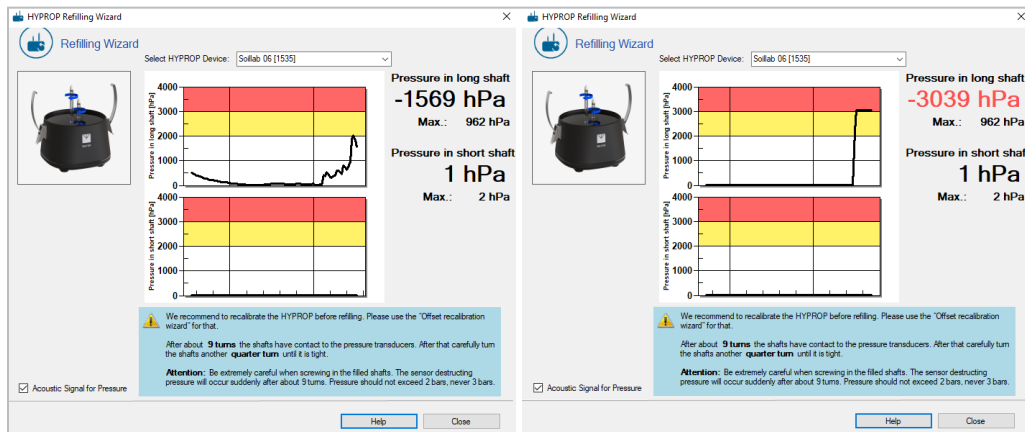 HYPROP Refilling Wizard
Refilling Wizard
Select HYPROP Device: Soillab 06 [1535]
Pressure in long shaft
-1569 hPa
Max.: 962 hPa
Pressure in short shaft
1 hPa
Max.: 2 hPa
Pressure in long shaft [hPa]
4000
3000
2000
1000
0
Pressure in short shaft [hPa]
4000
3000
2000
1000
0
We recommend to recalibrate the HYPROP before refilling. Please use the "Offset recalibration
wizard" for that.
After about 9 turns the shafts have contact to the pressure transducers. After that carefully turn
the shafts another quarter turn until it is tight.
Attention: Be extremely careful when screwing in the filled shafts. The sensor destructing
pressure will occur suddenly after about 9 turns. Pressure should not exceed 2 bars, never 3 bars.
Acoustic Signal for Pressure
Help
Close
HYPROP Refilling Wizard
Refilling Wizard
Select HYPROP Device: Soillab 06 [1535]
Pressure in long shaft
-3039 hPa
Max.: 962 hPa
Pressure in short shaft
1 hPa
Max.: 2 hPa
Pressure in long shaft [hPa]
4000
3000
2000
1000
0
Pressure in short shaft [hPa]
4000
3000
2000
1000
0
We recommend to recalibrate the HYPROP before refilling. Please use the "Offset recalibration
wizard" for that.
After about 9 turns the shafts have contact to the pressure transducers. After that carefully turn
the shafts another quarter turn until it is tight.
Attention: Be extremely careful when screwing in the filled shafts. The sensor destructing
pressure will occur suddenly after about 9 turns. Pressure should not exceed 2 bars, never 3 bars.
Acoustic Signal for Pressure
Help
Close